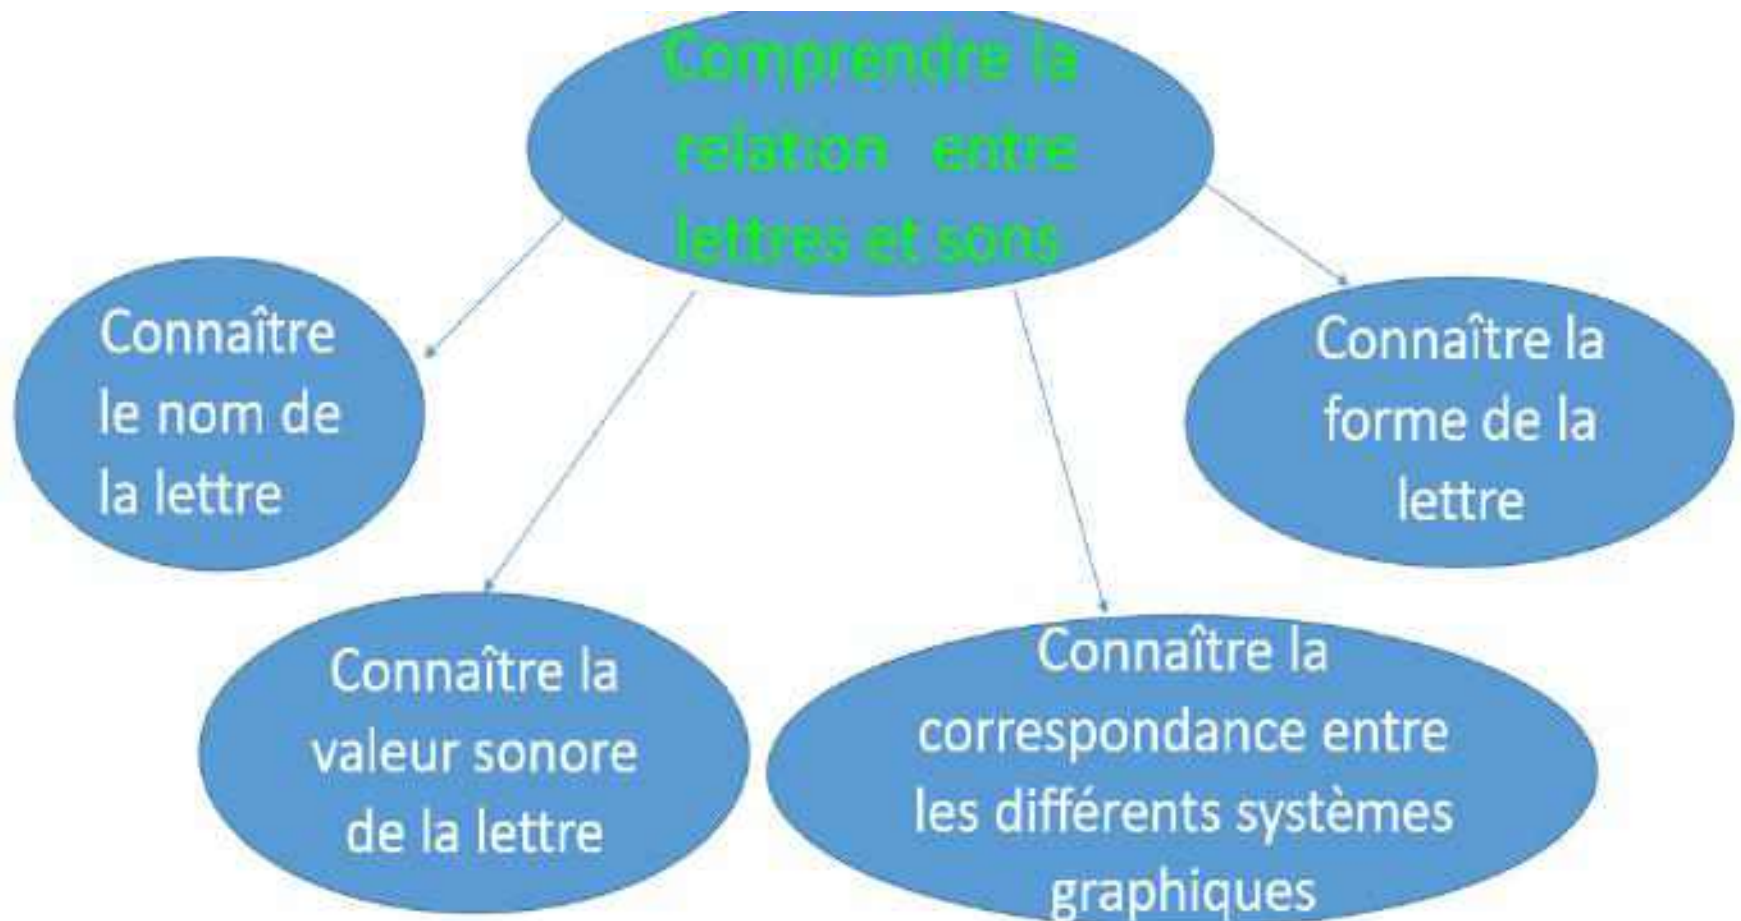 Comprendre la
relation entre
lettres et sons
Connaître
le nom de
la lettre
Connaître la
forme de la
lettre
Connaître la
valeur sonore
de la lettre
Connaître la
correspondance entre
les différents systèmes
graphiques